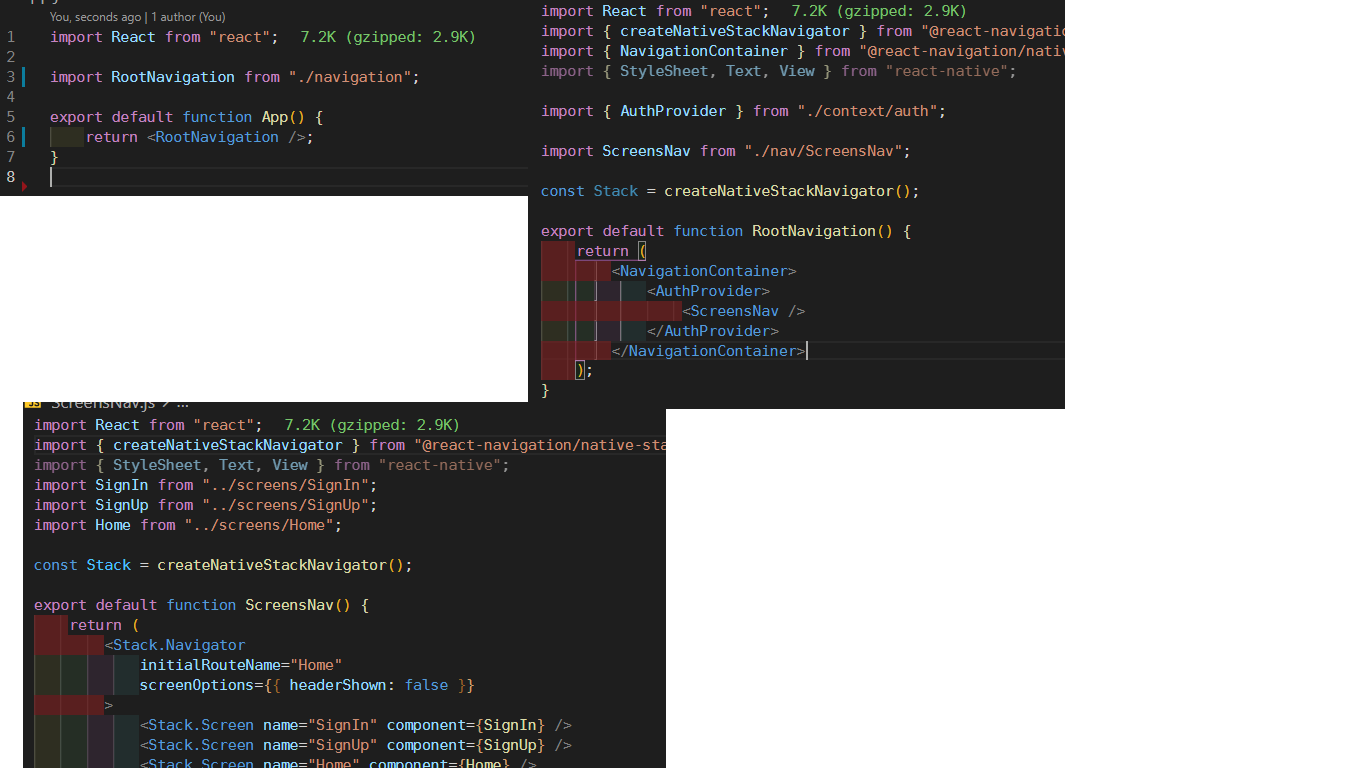 You, seconds ago | 1 author (You)
1 import React from "react"; 7.2K (gzipped: 2.9K)
2
3 import RootNavigation from "./navigation";
4
5 export default function App() {
6 return <RootNavigation />;
7 }
8
import React from "react"; 7.2K (gzipped: 2.9K)
import { createNativeStackNavigator } from "@react-navigatio
import { NavigationContainer } from "@react-navigation/nativ
import { StyleSheet, Text, View } from "react-native";
import { AuthProvider } from "./context/auth";
import ScreensNav from "./nav/ScreensNav";
const Stack = createNativeStackNavigator();
export default function RootNavigation() {
return (
<NavigationContainer>
<AuthProvider>
<ScreensNav />
</AuthProvider>
</NavigationContainer>
);
}
JS ScreensNav.js > ...
import React from "react"; 7.2K (gzipped: 2.9K)
import { createNativeStackNavigator } from "@react-navigation/native-sta
import { StyleSheet, Text, View } from "react-native";
import SignIn from "../screens/SignIn";
import SignUp from "../screens/SignUp";
import Home from "../screens/Home";
const Stack = createNativeStackNavigator();
export default function ScreensNav() {
return (
<Stack.Navigator
initialRouteName="Home"
screenOptions={{ headerShown: false }}
>
<Stack.Screen name="SignIn" component={SignIn} />
<Stack.Screen name="SignUp" component={SignUp} />
<Stack.Screen name="Home" component={Home} />